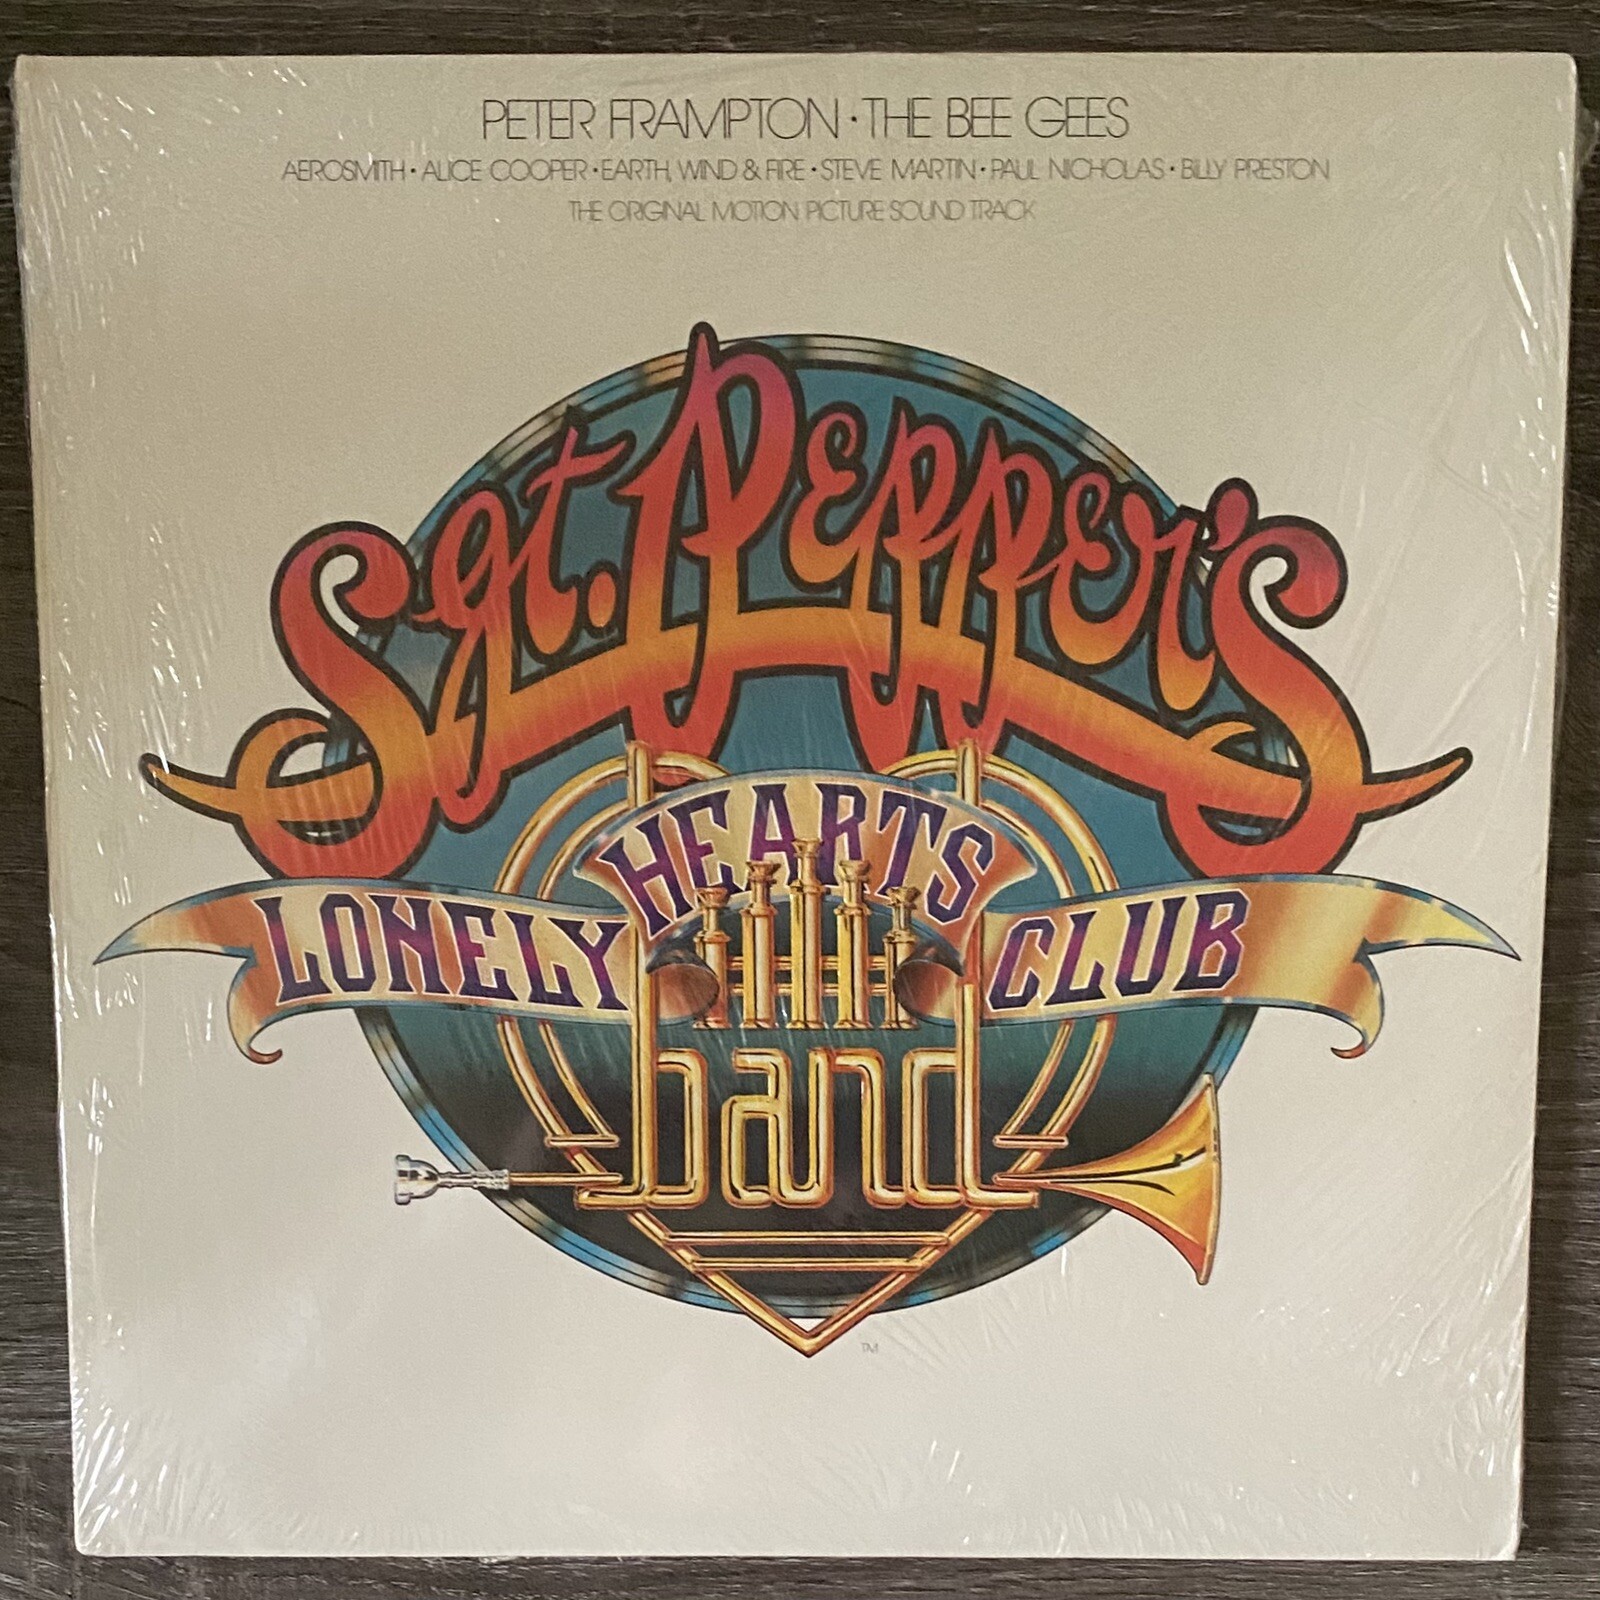 PETER FRAMPTON • THE BEE GEES
AEROSMITH • ALICE COOPER • EARTH, WIND & FIRE • STEVE MARTIN • PAUL NICHOLAS • BILLY PRESTON
THE ORIGINAL MOTION PICTURE SOUND TRACK
Sgt. Pepper's
LONELY HEARTS CLUB
band
TM